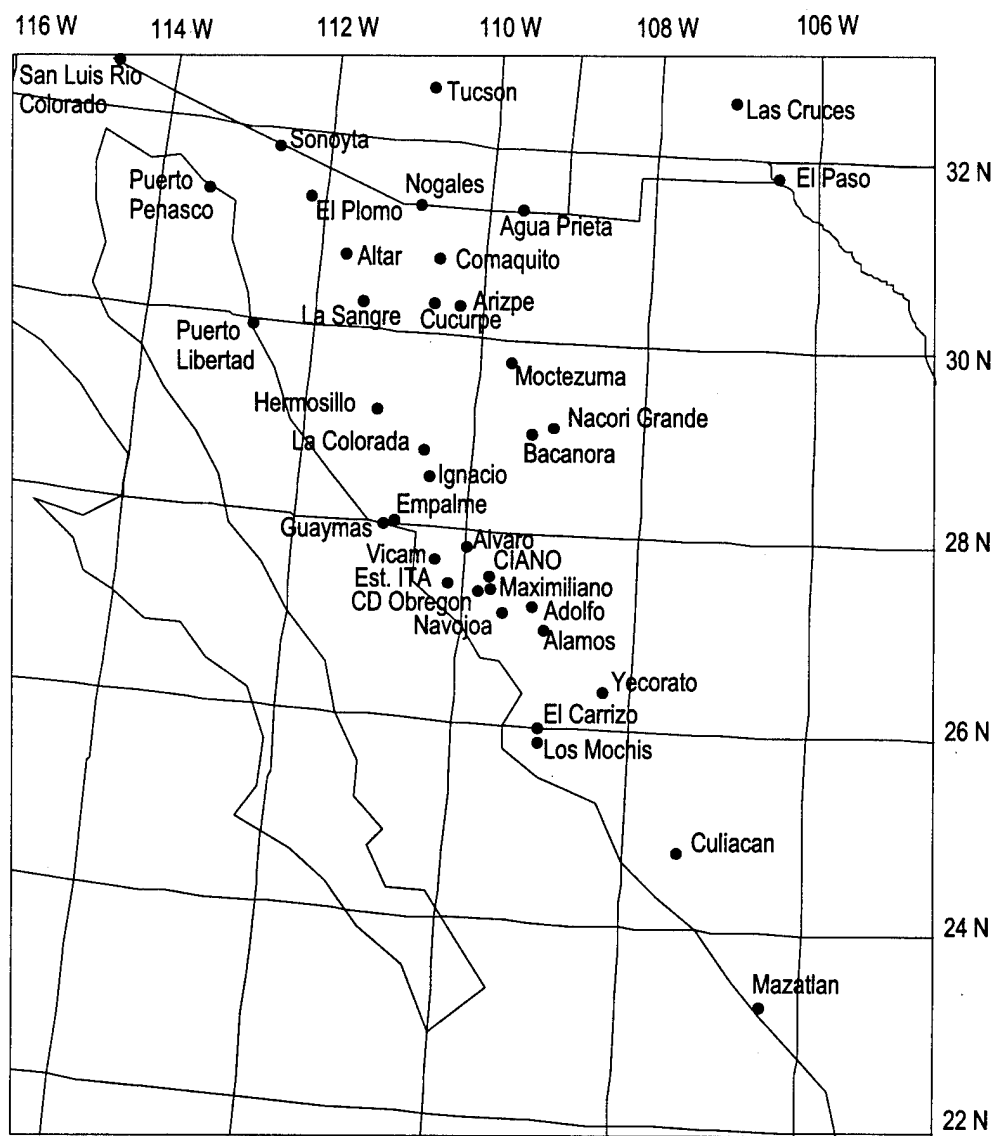 116 W
114 W
112 W
110 W
108 W
106 W
San Luis Rio
Colorado
Tucson
Las Cruces
Sonoyta
32 N
Puerto
Penasco
El Plomo
Nogales
El Paso
Agua Prieta
Altar
Comaquito
La Sangre
Cucurpe
Arizpe
Puerto
Libertad
30 N
Moctezuma
Hermosillo
Nacori Grande
La Colorada
Bacanora
Ignacio
Empalme
Guaymas
28 N
Alvaro
Vicam
CIANO
Est. ITA
Maximiliano
CD Obregon
Adolfo
Navojoa
Alamos
Yecorato
El Carrizo
26 N
Los Mochis
Culiacan
24 N
Mazatlan
22 N